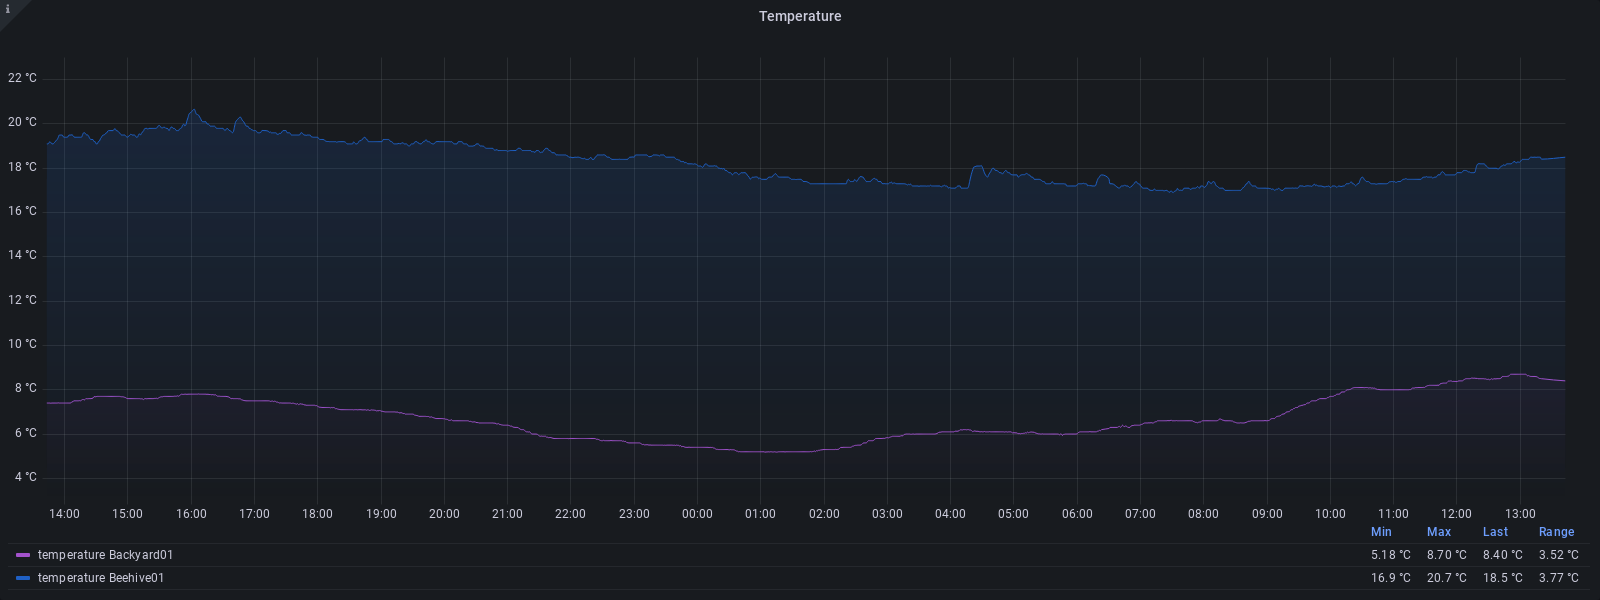 i
Temperature
22 °C
20 °C
18 °C
16 °C
14 °C
12 °C
10 °C
8 °C
6 °C
4 °C
14:00 15:00 16:00 17:00 18:00 19:00 20:00 21:00 22:00 23:00 00:00 01:00 02:00 03:00 04:00 05:00 06:00 07:00 08:00 09:00 10:00 11:00 12:00 13:00
Min Max Last Range
temperature Backyard01 5.18 °C 8.70 °C 8.40 °C 3.52 °C
temperature Beehive01 16.9 °C 20.7 °C 18.5 °C 3.77 °C